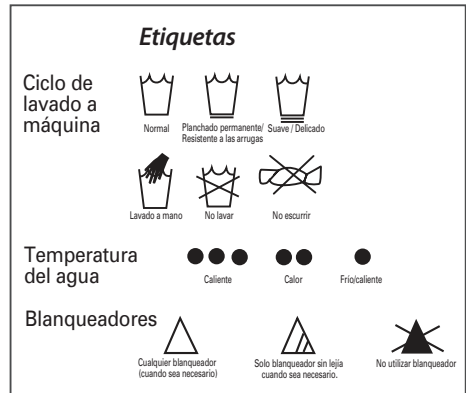 Etiquetas
Ciclo de
lavado a
máquina
Normal
Planchado permanente/
Resistente a las arrugas
Suave / Delicado
Lavado a mano
No lavar
No escurrir
Temperatura
del agua
Caliente
Calor
Frío/caliente
Blanqueadores
Cualquier blanqueador
(cuando sea necesario)
Solo blanqueador sin lejía
cuando sea necesario.
No utilizar blanqueador